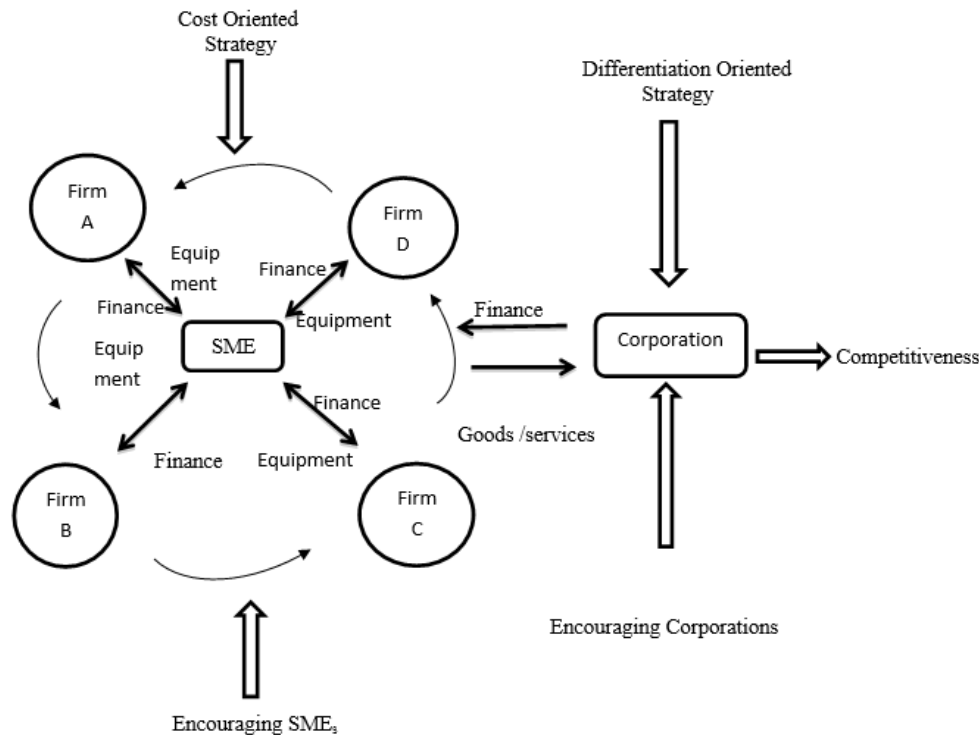 Cost Oriented
Strategy
Differentiation Oriented
Strategy
Firm
A
Firm
D
Equip
ment
Finance
Finance
Equipment
Finance
SME
Corporation
Equip
ment
Competitiveness
Finance
Goods /services
Finance
Equipment
Firm
B
Firm
C
Encouraging Corporations
Encouraging SMEs